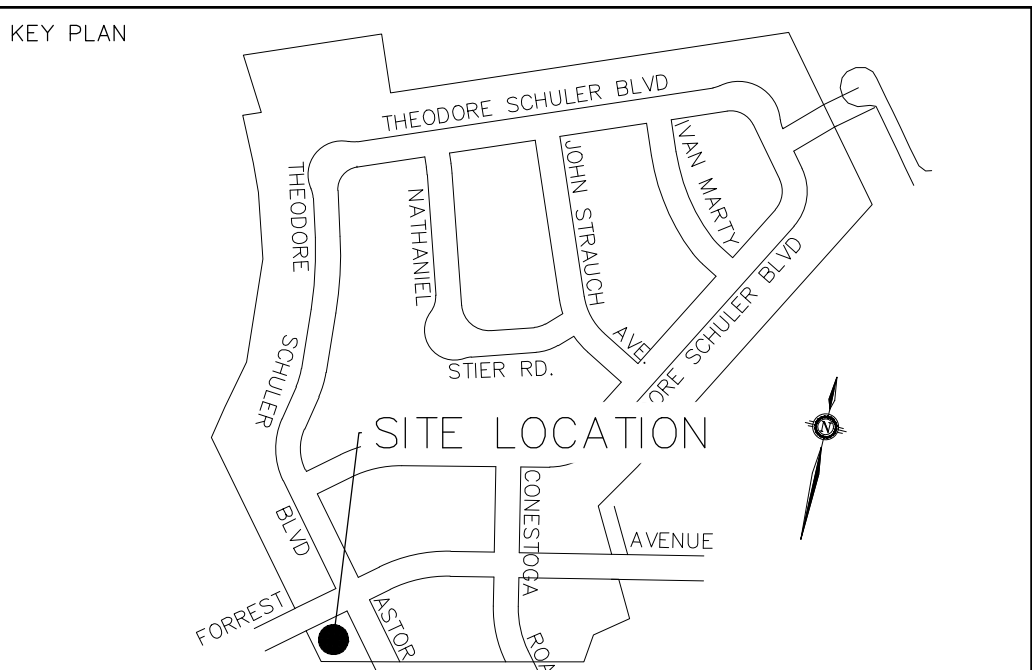 KEY PLAN
THEODORE SCHULER BLVD
IVAN MARTY
JOHN STRAUCH
AVE.
THEODORE
SCHULER
BLVD
NATHANIEL
STIER RD.
ORE SCHULER BLVD
SITE LOCATION
N
CONESTOGA
ROA
AVENUE
FORREST
ASTOR